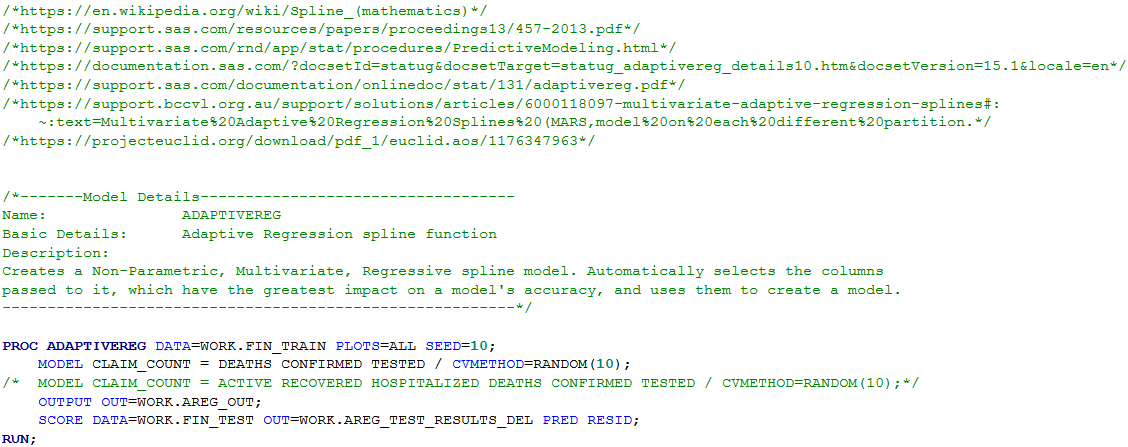 /*https://en.wikipedia.org/wiki/Spline_(mathematics)*/
/*https://support.sas.com/resources/papers/proceedings13/457-2013.pdf*/
/*https://support.sas.com/rnd/app/stat/procedures/PredictiveModeling.html*/
/*https://documentation.sas.com/?docsetId=statug&docsetTarget=statug_adaptivereg_details10.htm&docsetVersion=15.1&locale=en*/
/*https://support.sas.com/documentation/onlinedoc/stat/131/adaptivereg.pdf*/
/*https://support.bccvl.org.au/support/solutions/articles/6000118097-multivariate-adaptive-regression-splines#:
~:text=Multivariate%20Adaptive%20Regression%20Splines%20(MARS,model%20on%20each%20different%20partition.*/
/*https://projecteuclid.org/download/pdf_1/euclid.aos/1176347963*/
/*-------Model Details-----------------------------------
Name: ADAPTIVEREG
Basic Details: Adaptive Regression spline function
Description:
Creates a Non-Parametric, Multivariate, Regressive spline model. Automatically selects the columns
passed to it, which have the greatest impact on a model's accuracy, and uses them to create a model.
---------------------------------------------------------*/
PROC ADAPTIVEREG DATA=WORK.FIN_TRAIN PLOTS=ALL SEED=10;
MODEL CLAIM_COUNT = DEATHS CONFIRMED TESTED / CVMETHOD=RANDOM(10);
/* MODEL CLAIM_COUNT = ACTIVE RECOVERED HOSPITALIZED DEATHS CONFIRMED TESTED / CVMETHOD=RANDOM(10);*/
OUTPUT OUT=WORK.AREG_OUT;
SCORE DATA=WORK.FIN_TEST OUT=WORK.AREG_TEST_RESULTS_DEL PRED RESID;
RUN;